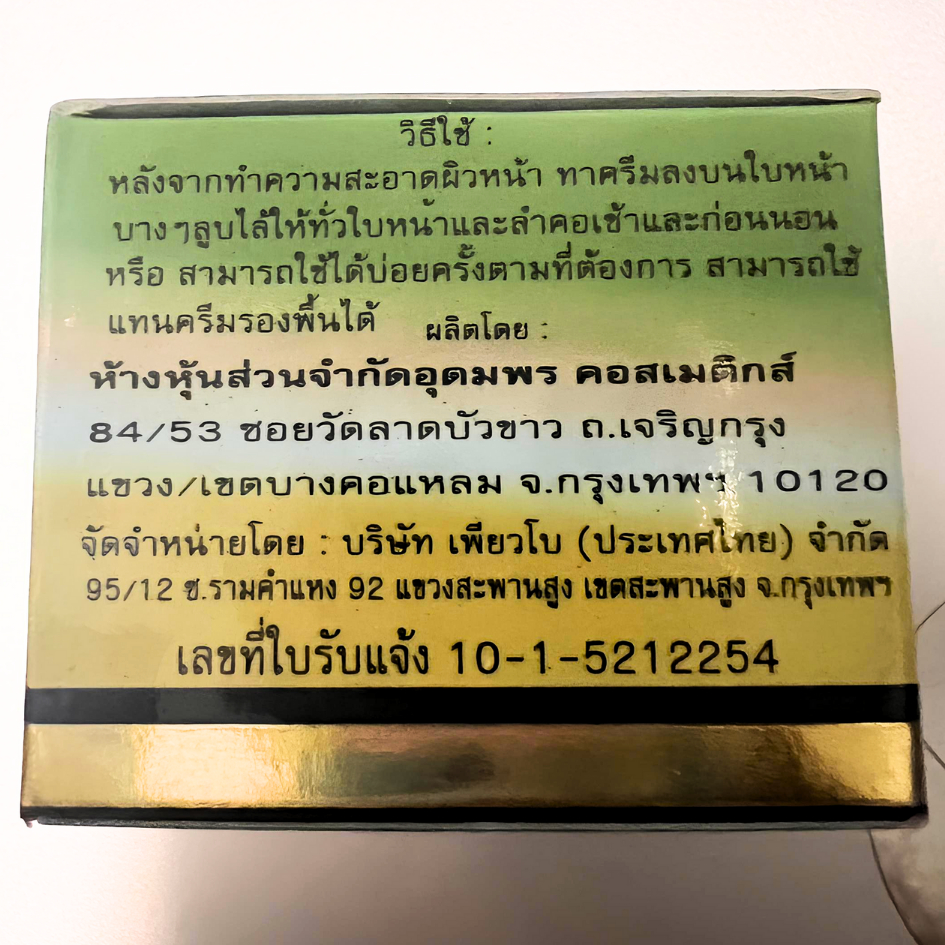 วิธีใช้ :
หลังจากทำความสะอาดผิวหน้า ทาครีมลงบนใบหน้า
บางๆลูบไล้ให้ทั่วใบหน้าและลำคอเช้าและก่อนนอน
หรือ สามารถใช้ได้บ่อยครั้งตามที่ต้องการ สามารถใช้
แทนครีมรองพื้นได้ ผลิตโดย :
ห้างหุ้นส่วนจำกัดอุดมพร คอสเมติกส์
84/53 ซอยวัดลาดบัวขาว ถ.เจริญกรุง
แขวง/เขตบางคอแหลม จ.กรุงเทพฯ 10120
จัดจำหน่ายโดย : บริษัท เพียวโบ (ประเทศไทย) จำกัด
95/12 ซ.รามคำแหง 92 แขวงสะพานสูง เขตสะพานสูง จ.กรุงเทพฯ
เลขที่ใบรับแจ้ง 10-1-5212254